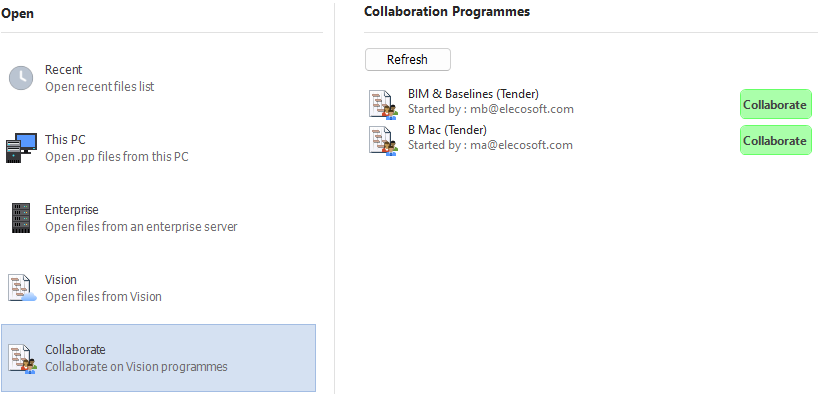 Open
Recent
Open recent files list
This PC
Open .pp files from this PC
Enterprise
Open files from an enterprise server
Vision
Open files from Vision
Collaborate
Collaborate on Vision programmes
Collaboration Programmes
Refresh
BIM & Baselines (Tender)
Started by : mb@elecosoft.com
Collaborate
B Mac (Tender)
Started by : ma@elecosoft.com
Collaborate